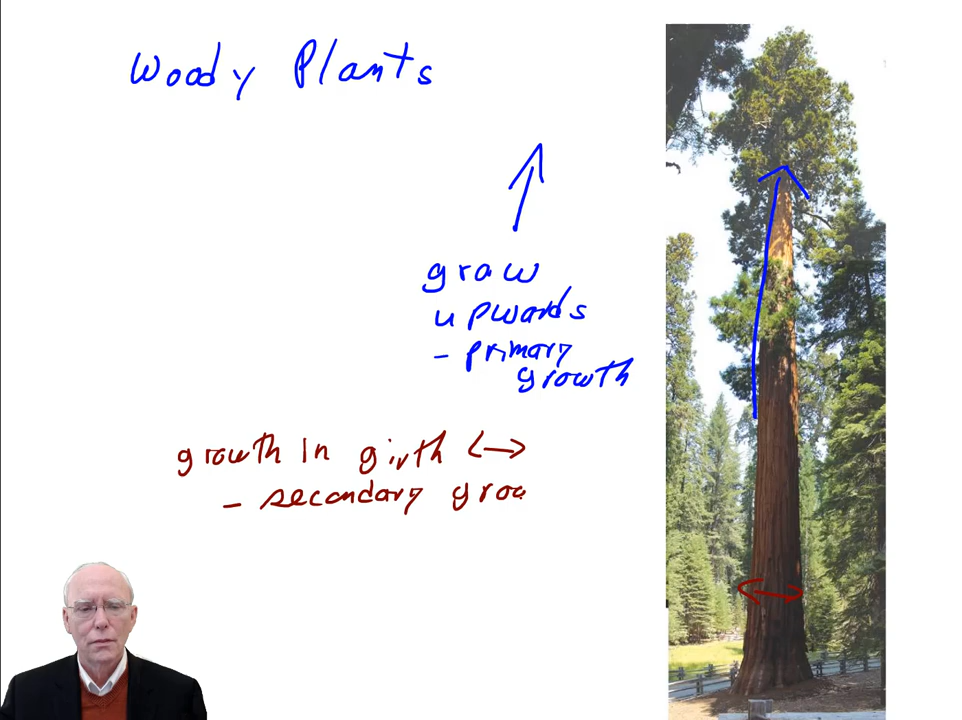 Woody Plants
grow
upwards
- primary
growth
growth in girth ↔
- secondary grow